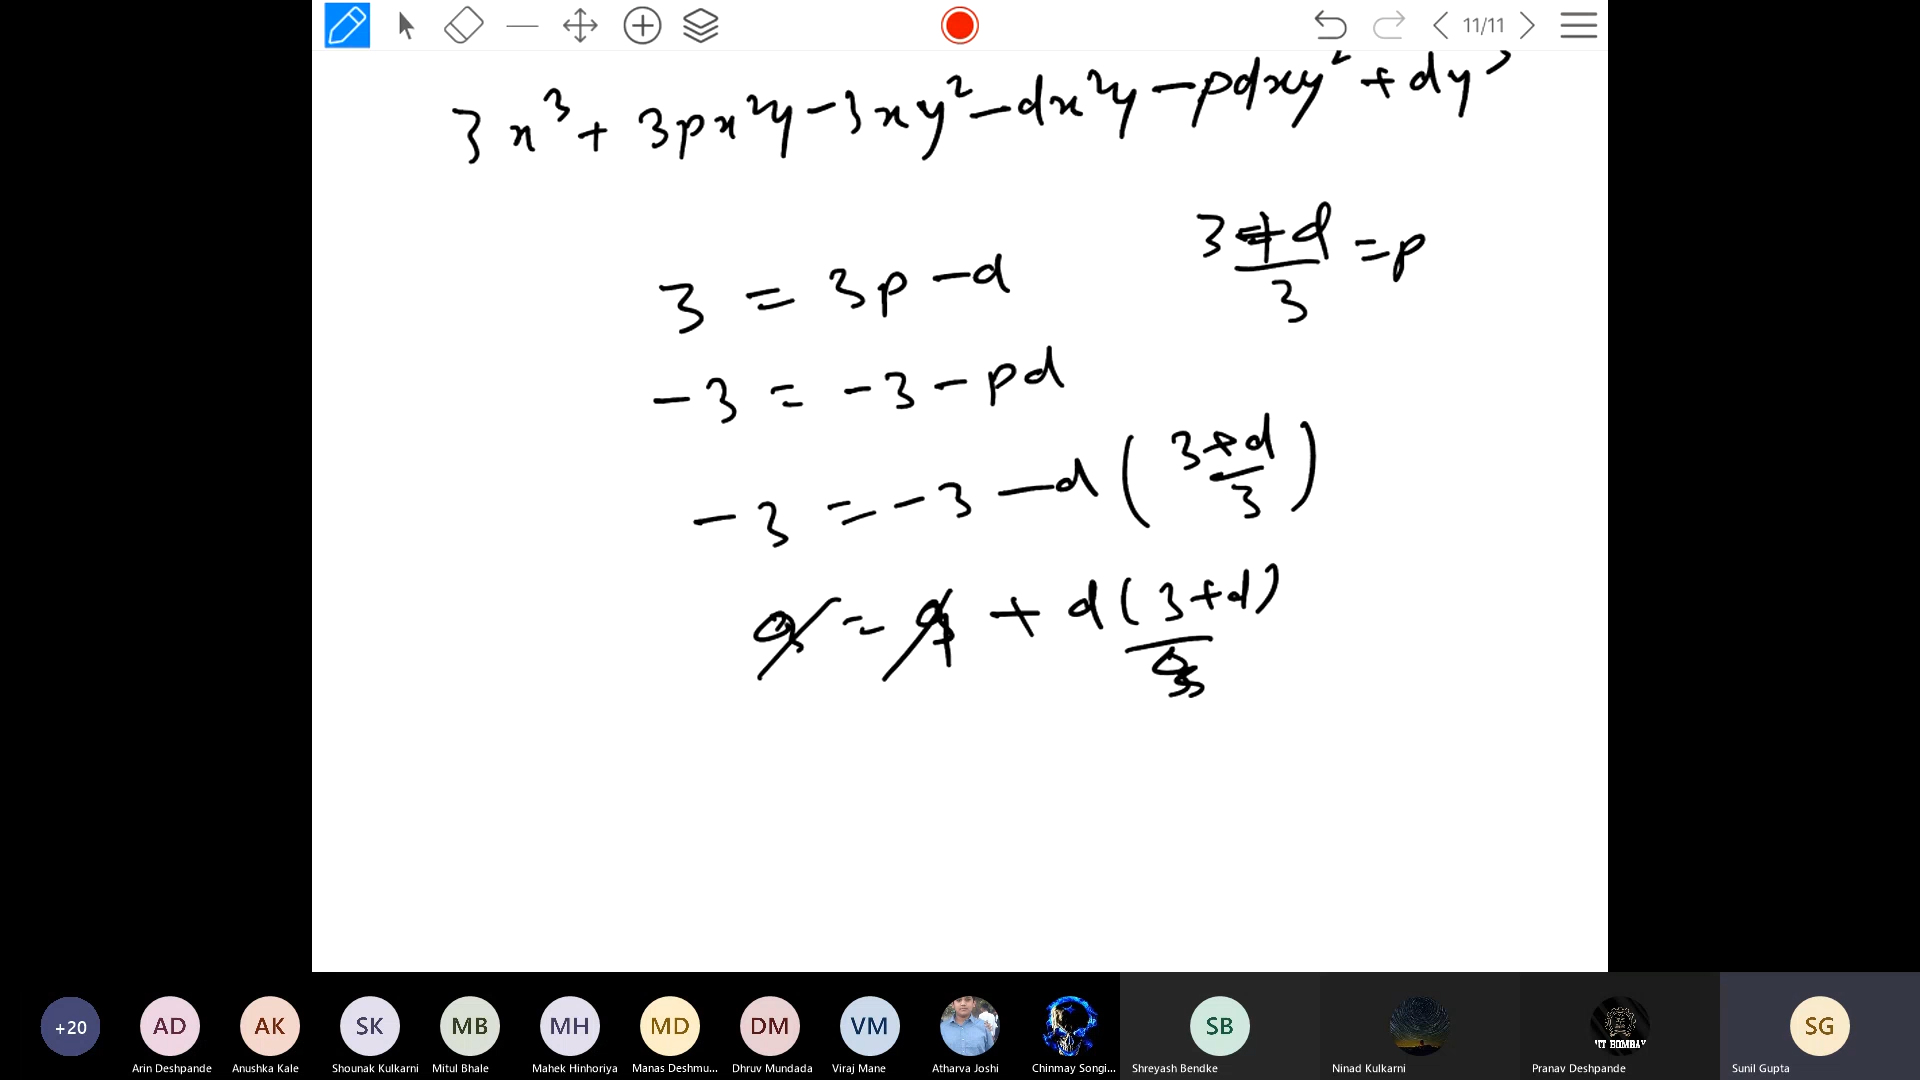 11/11
3x³ + 3px²y - 3xy² - dx²y - pdxy² + dy³
3 = 3p - d
(3 + d)/3 = p
-3 = -3 - pd
-3 = -3 - d((3 + d)/3)
= + d(3 + d)/3
+20
AD
AK
SK
MB
MH
MD
DM
VM
SB
"IT BOMBAY
SG
Arin Deshpande
Anushka Kale
Shounak Kulkarni
Mitul Bhale
Mahek Hinhoriya
Manas Deshmu...
Dhruv Mundada
Viraj Mane
Atharva Joshi
Chinmay Songi...
Shreyash Bendke
Ninad Kulkarni
Pranav Deshpande
Sunil Gupta